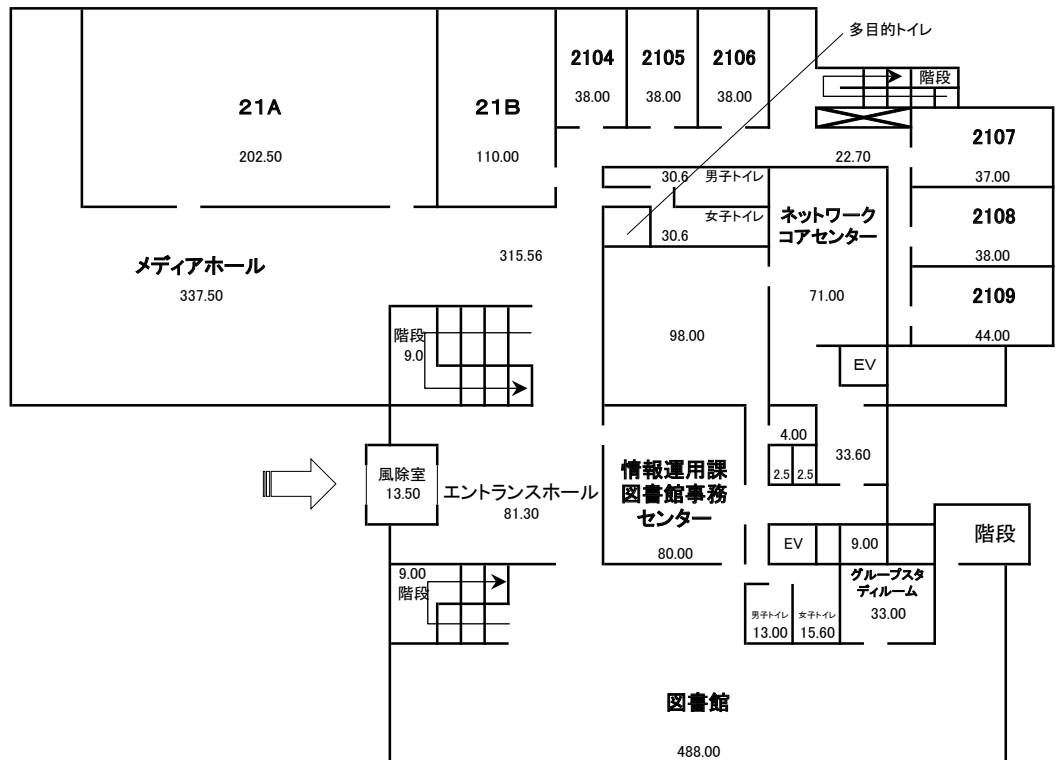 多目的トイレ
21A
202.50
21B
110.00
2104
38.00
2105
38.00
2106
38.00
階段
22.70
2107
37.00
2108
38.00
2109
44.00
30.6 男子トイレ
女子トイレ
30.6
ネットワーク
コアセンター
71.00
メディアホール
337.50
315.56
98.00
階段
9.0
EV
4.00
2.5
2.5
33.60
風除室
13.50
エントランスホール
81.30
情報運用課
図書館事務
センター
80.00
EV
9.00
階段
9.00
階段
グループスタ
ディルーム
33.00
男子トイレ
13.00
女子トイレ
15.60
図書館
488.00